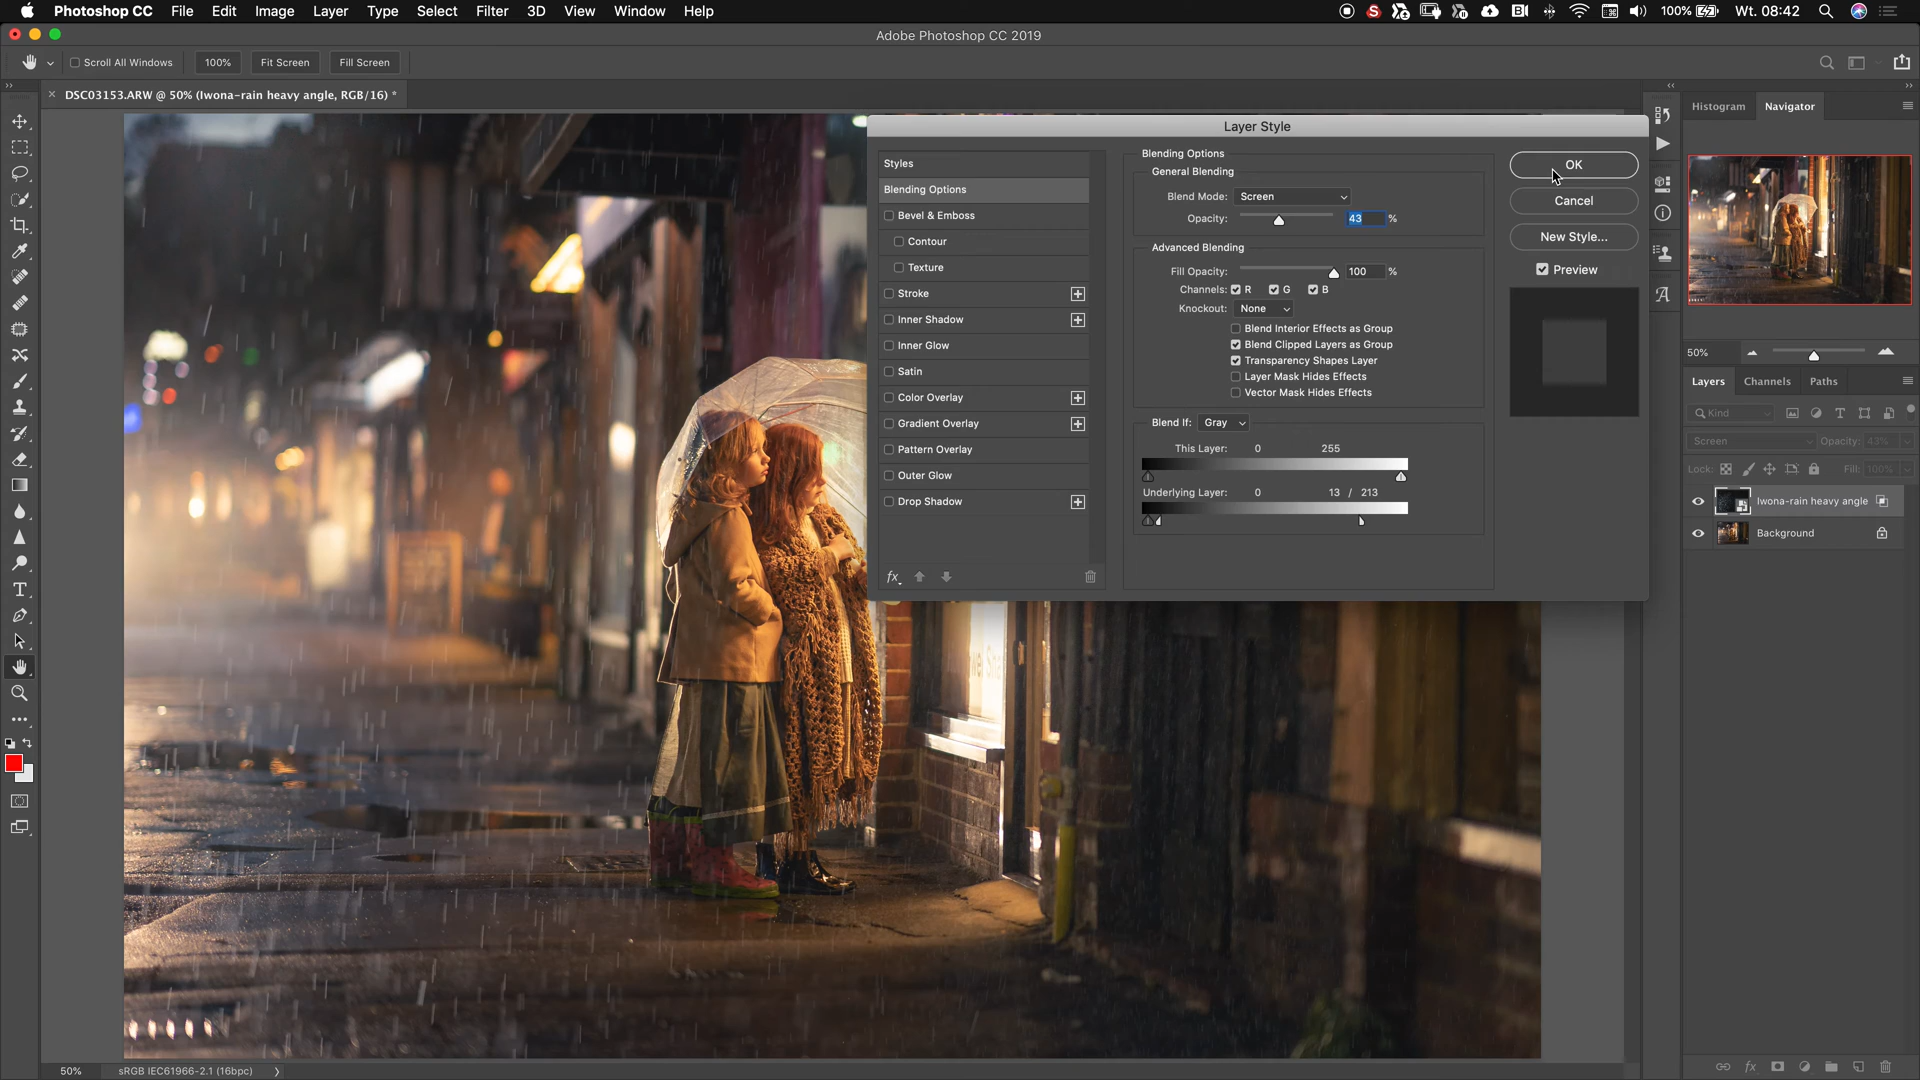 Photoshop CC File Edit Image Layer Type Select Filter 3D View Window Help 100% Wt. 08:42
Adobe Photoshop CC 2019
Scroll All Windows 100% Fit Screen Fill Screen
DSC03153.ARW @ 50% (Iwona-rain heavy angle, RGB/16) *
Histogram Navigator
Layer Style
Styles
Blending Options
Bevel & Emboss
Contour
Texture
Stroke
Inner Shadow
Inner Glow
Satin
Color Overlay
Gradient Overlay
Pattern Overlay
Outer Glow
Drop Shadow
fx
Blending Options
General Blending
Blend Mode: Screen
Opacity: 43 %
Advanced Blending
Fill Opacity: 100 %
Channels: R G B
Knockout: None
Blend Interior Effects as Group
Blend Clipped Layers as Group
Transparency Shapes Layer
Layer Mask Hides Effects
Vector Mask Hides Effects
Blend If: Gray
This Layer: 0 255
Underlying Layer: 0 13 / 213
OK
Cancel
New Style...
Preview
50%
Layers Channels Paths
Kind
Screen Opacity: 43%
Lock: Fill: 100%
Iwona-rain heavy angle
Background
50% sRGB IEC61966-2.1 (16bpc)
fx